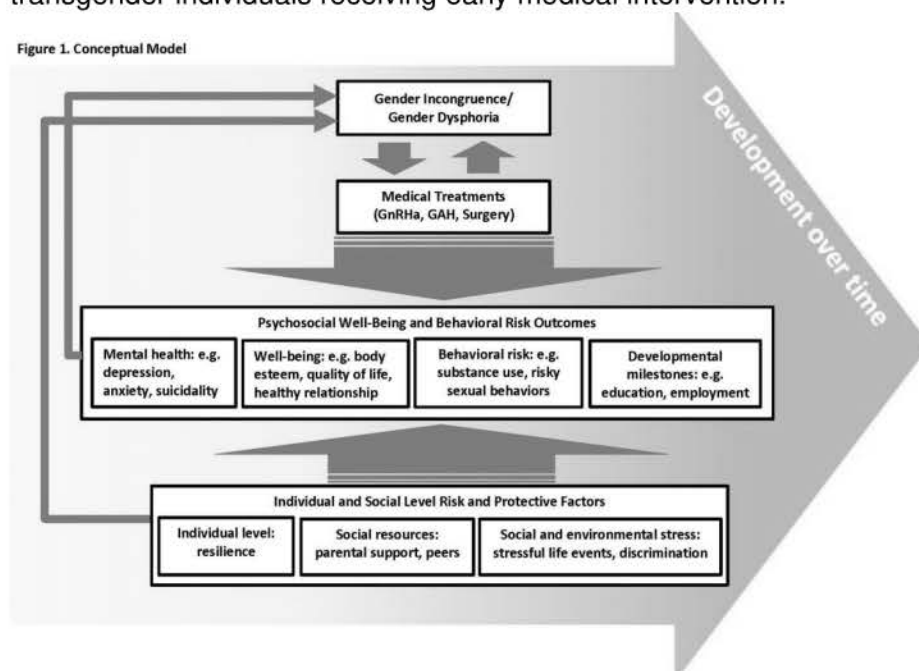 transgender individuals receiving early medical intervention.
Figure 1. Conceptual Model
Gender Incongruence/
Gender Dysphoria
Medical Treatments
(GnRHa, GAH, Surgery)
Development over time
Psychosocial Well-Being and Behavioral Risk Outcomes
Mental health: e.g.
depression,
anxiety, suicidality
Well-being: e.g. body
esteem, quality of life,
healthy relationship
Behavioral risk: e.g.
substance use, risky
sexual behaviors
Developmental
milestones: e.g.
education, employment
Individual and Social Level Risk and Protective Factors
Individual level:
resilience
Social resources:
parental support, peers
Social and environmental stress:
stressful life events, discrimination